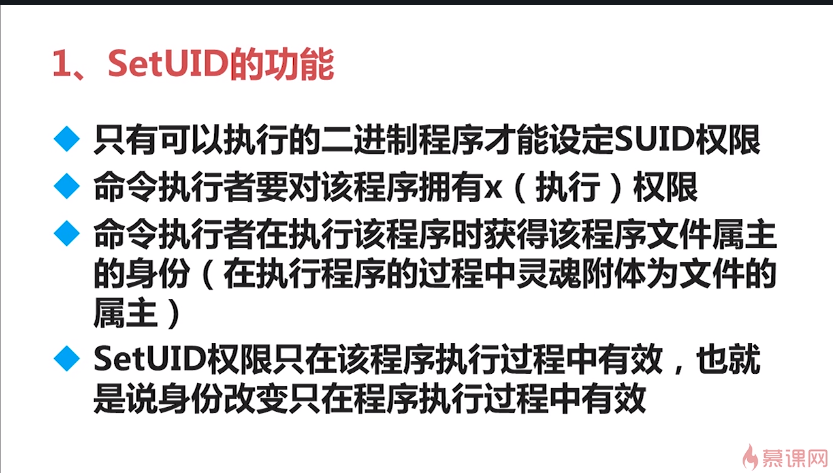 1、SetUID的功能
只有可以执行的二进制程序才能设定SUID权限
命令执行者要对该程序拥有x（执行）权限
命令执行者在执行该程序时获得该程序文件属主
的身份（在执行程序的过程中灵魂附体为文件的
属主）
SetUID权限只在该程序执行过程中有效，也就
是说身份改变只在程序执行过程中有效
慕课网